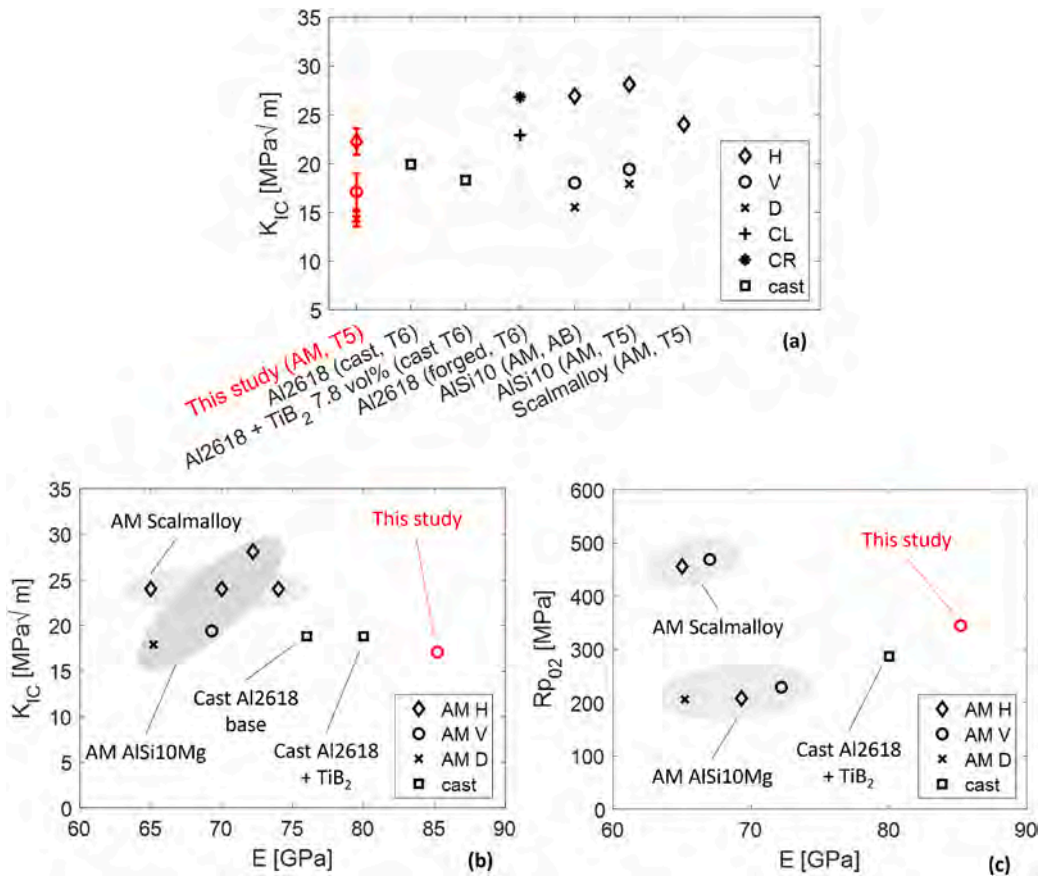 35
30
25
20
15
10
5
K_IC [MPa√ m]
H
V
D
CL
CR
cast
(a)
This study (AM, T5)
Al2618 (cast, T6)
Al2618 + TiB₂ 7.8 vol% (cast T6)
Al2618 (forged, T6)
AlSi10 (AM, AB)
AlSi10 (AM, T5)
Scalmalloy (AM, T5)
35
30
25
20
15
10
5
0
K_IC [MPa√ m]
AM Scalmalloy
This study
Cast Al2618
base
AM AlSi10Mg
Cast Al2618
+ TiB₂
AM H
AM V
AM D
cast
60 65 70 75 80 85 90
E [GPa]
(b)
600
500
400
300
200
100
0
Rp₀₂ [MPa]
This study
AM Scalmalloy
AM AlSi10Mg
Cast Al2618
+ TiB₂
AM H
AM V
AM D
cast
60 70 80 90
E [GPa]
(c)